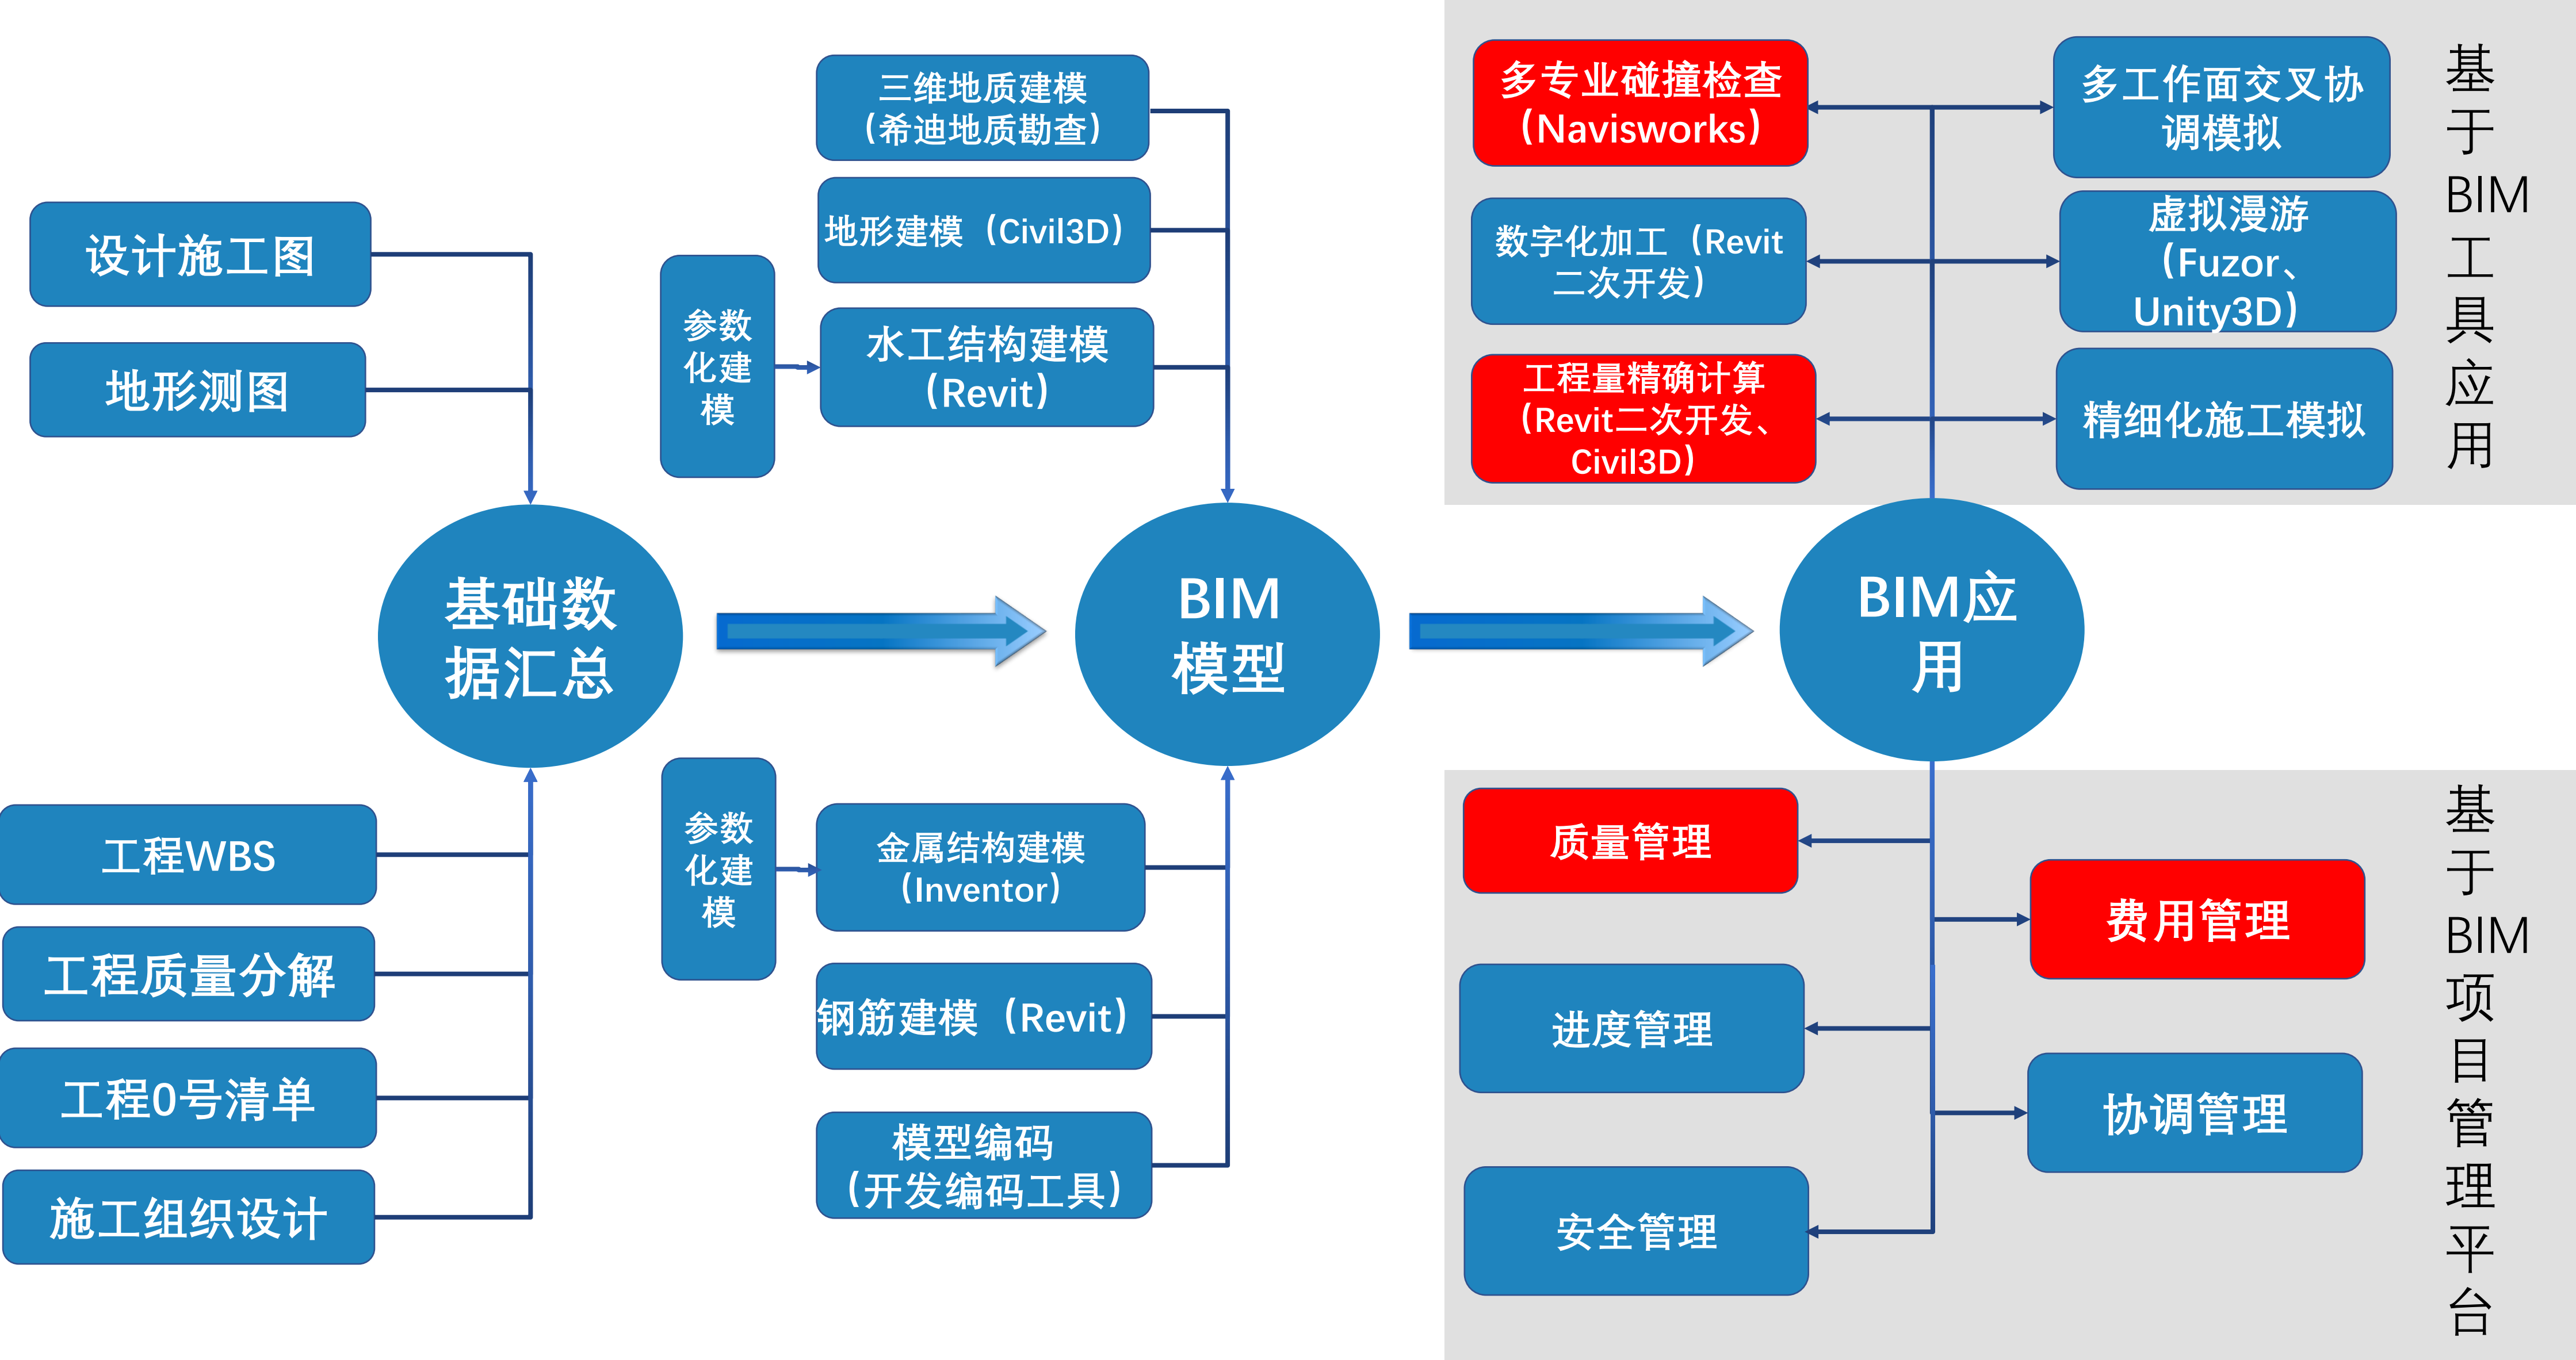 设计施工图
地形测图
基础数
据汇总
工程WBS
工程质量分解
工程0号清单
施工组织设计
三维地质建模
（希迪地质勘查）
地形建模（Civil3D）
参数
化建
模
水工结构建模
（Revit）
BIM
模型
参数
化建
模
金属结构建模
（Inventor）
钢筋建模（Revit）
模型编码
（开发编码工具）
多专业碰撞检查
（Navisworks）
多工作面交叉协
调模拟
数字化加工（Revit
二次开发）
虚拟漫游
（Fuzor、
Unity3D）
工程量精确计算
（Revit二次开发、
Civil3D）
精细化施工模拟
基
于
BIM
工
具
应
用
BIM应
用
质量管理
费用管理
进度管理
协调管理
安全管理
基
于
BIM
项
目
管
理
平
台